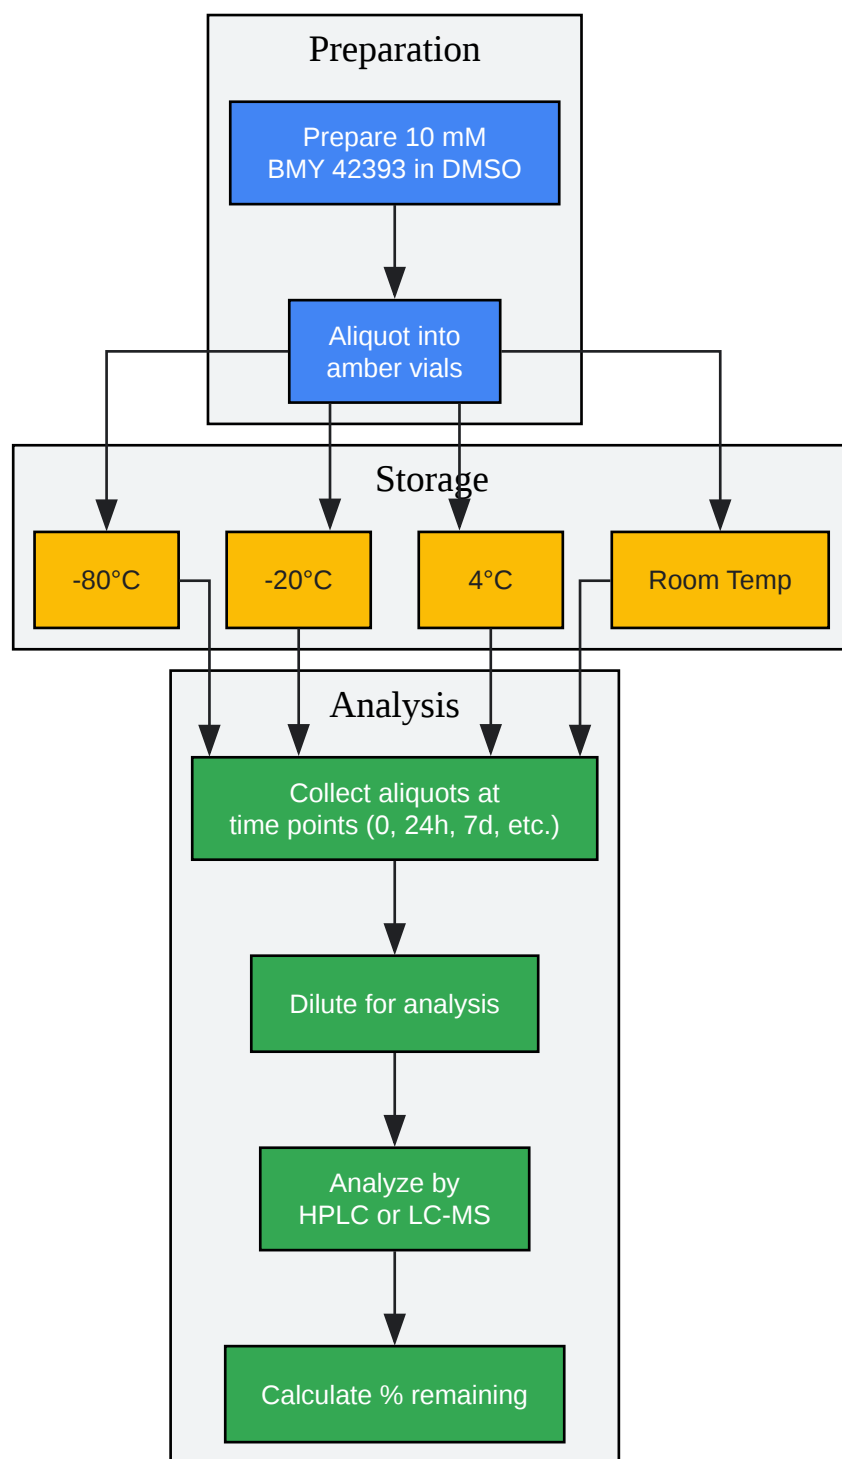 Preparation
Prepare 10 mM
BMY 42393 in DMSO
Aliquot into
amber vials
Storage
-80°C
-20°C
4°C
Room Temp
Analysis
Collect aliquots at
time points (0, 24h, 7d, etc.)
Dilute for analysis
Analyze by
HPLC or LC-MS
Calculate % remaining